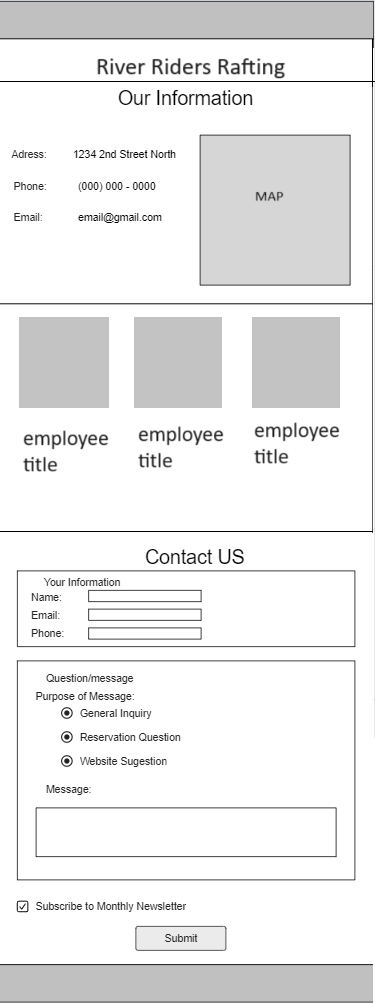 River Riders Rafting
Our Information
Adress: 1234 2nd Street North
Phone: (000) 000 - 0000
Email: email@gmail.com
MAP
employee title
employee title
employee title
Contact US
Your Information
Name:
Email:
Phone:
Question/message
Purpose of Message:
General Inquiry
Reservation Question
Website Sugestion
Message:
Subscribe to Monthly Newsletter
Submit